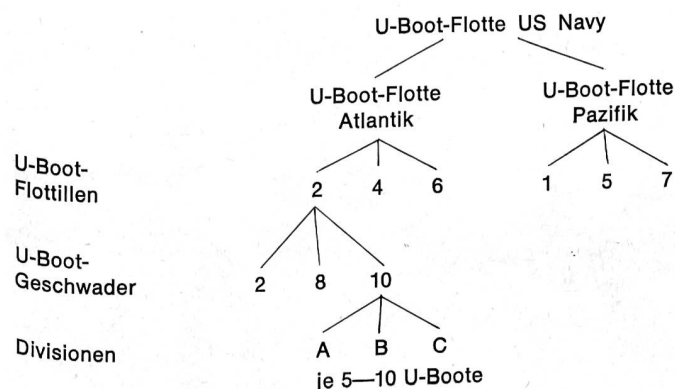 U-Boot-Flotte US Navy
U-Boot-Flotte
Atlantik
U-Boot-Flotte
Pazifik
U-Boot-
Flottillen
2 4 6 1 5 7
U-Boot-
Geschwader
2 8 10
Divisionen
A B C
je 5—10 U-Boote